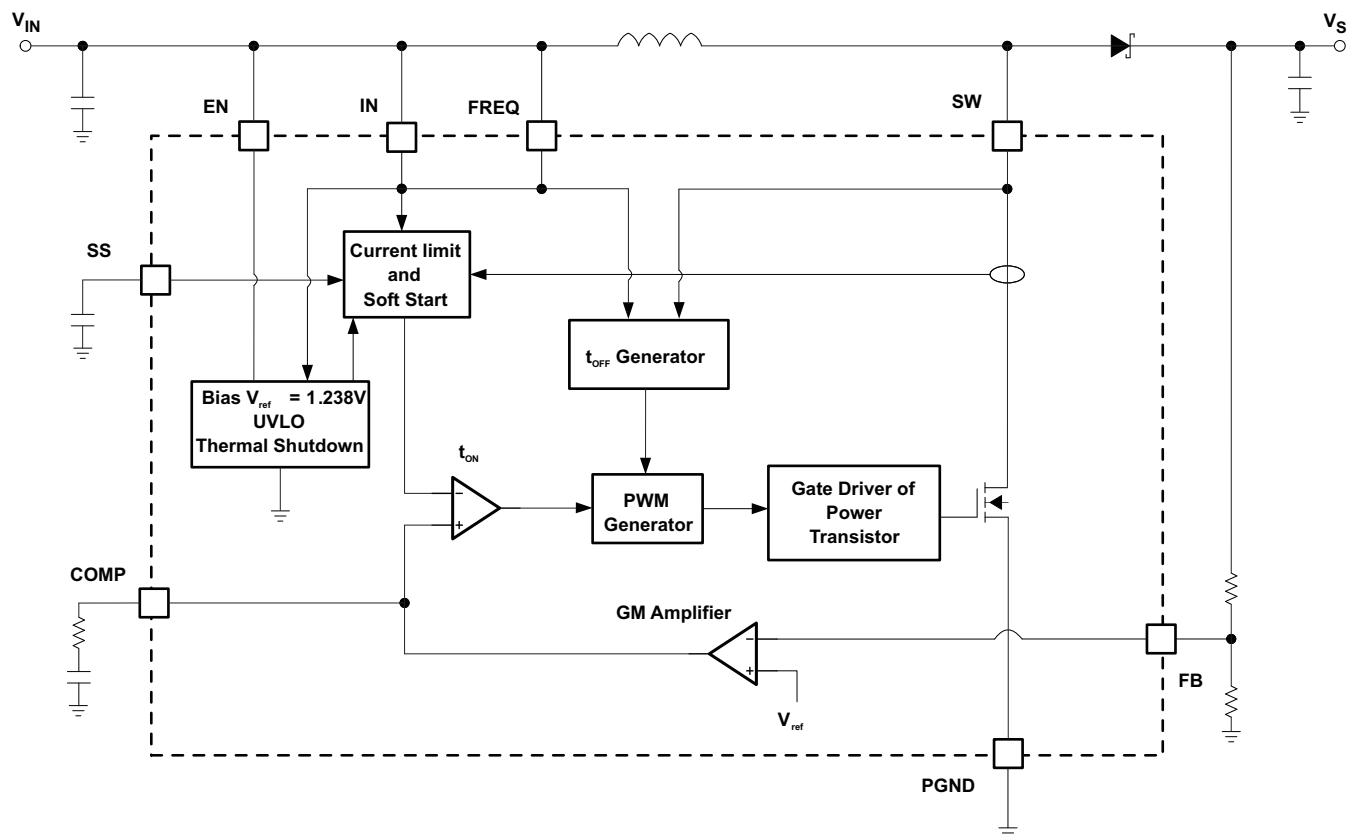 VIN
VS
EN
IN
FREQ
SW
SS
Current limit
and
Soft Start
tOFF Generator
Bias Vref = 1.238V
UVLO
Thermal Shutdown
tON
−
+
PWM
Generator
Gate Driver of
Power
Transistor
COMP
GM Amplifier
−
+
Vref
FB
PGND